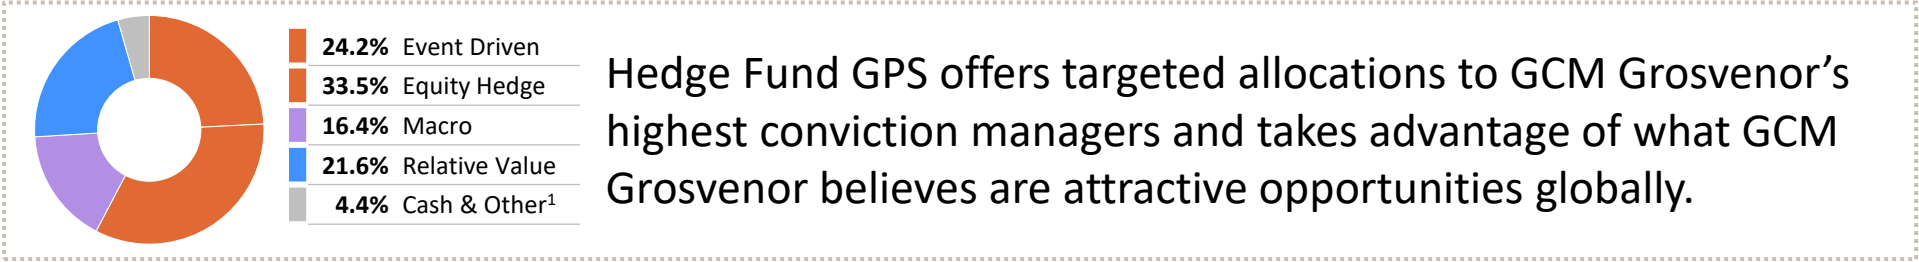 24.2% Event Driven
33.5% Equity Hedge
16.4% Macro
21.6% Relative Value
4.4% Cash & Other¹
Hedge Fund GPS offers targeted allocations to GCM Grosvenor’s
highest conviction managers and takes advantage of what GCM
Grosvenor believes are attractive opportunities globally.